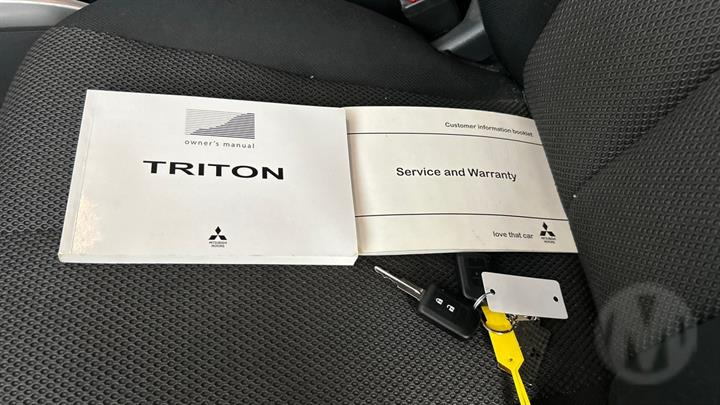 owner's manual
TRITON
MITSUBISHI
MOTORS
Customer information booklet
Service and Warranty
love that car
MITSUBISHI
MOTORS
M